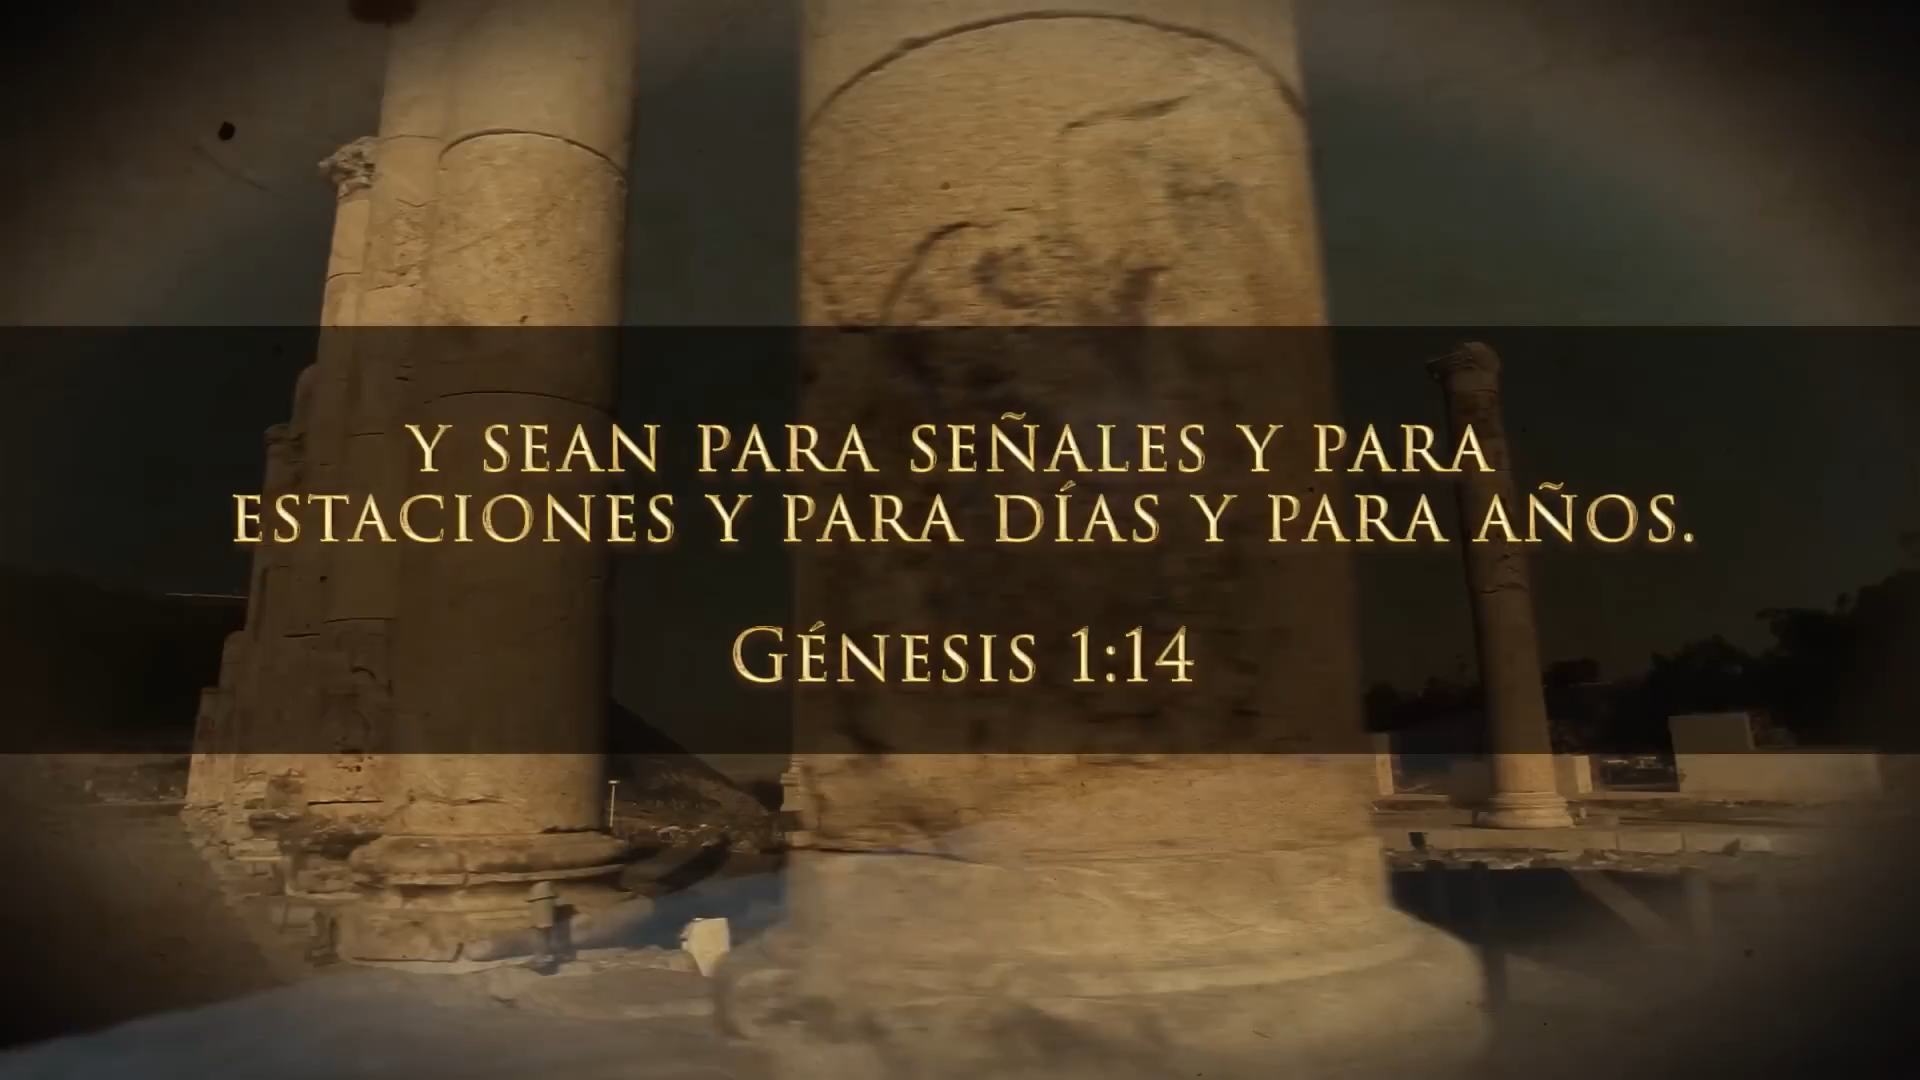 Y SEAN PARA SEÑALES Y PARA
ESTACIONES Y PARA DÍAS Y PARA AÑOS.
GÉNESIS 1:14